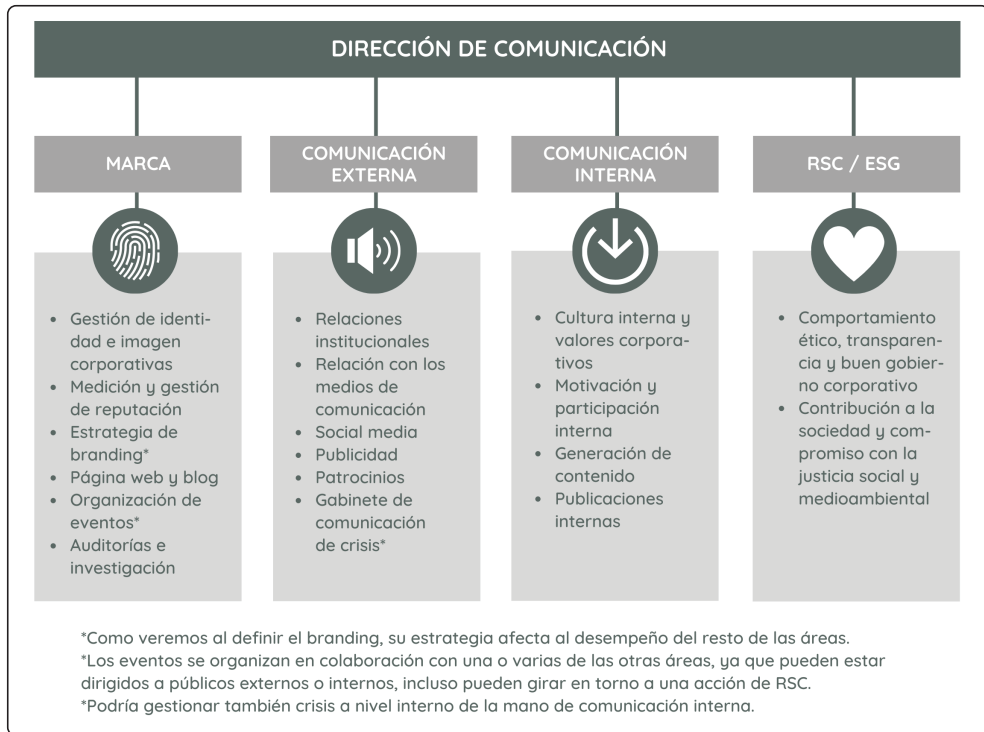 DIRECCIÓN DE COMUNICACIÓN
MARCA
• Gestión de identi-
dad e imagen
corporativas
• Medición y gestión
de reputación
• Estrategia de
branding*
• Página web y blog
• Organización de
eventos*
• Auditorías e
investigación
COMUNICACIÓN
EXTERNA
• Relaciones
institucionales
• Relación con los
medios de
comunicación
• Social media
• Publicidad
• Patrocinios
• Gabinete de
comunicación
de crisis*
COMUNICACIÓN
INTERNA
• Cultura interna y
valores corpora-
tivos
• Motivación y
participación
interna
• Generación de
contenido
• Publicaciones
internas
RSC / ESG
• Comportamiento
ético, transparen-
cia y buen gobier-
no corporativo
• Contribución a la
sociedad y com-
promiso con la
justicia social y
medioambiental
*Como veremos al definir el branding, su estrategia afecta al desempeño del resto de las áreas.
*Los eventos se organizan en colaboración con una o varias de las otras áreas, ya que pueden estar
dirigidos a públicos externos o internos, incluso pueden girar en torno a una acción de RSC.
*Podría gestionar también crisis a nivel interno de la mano de comunicación interna.